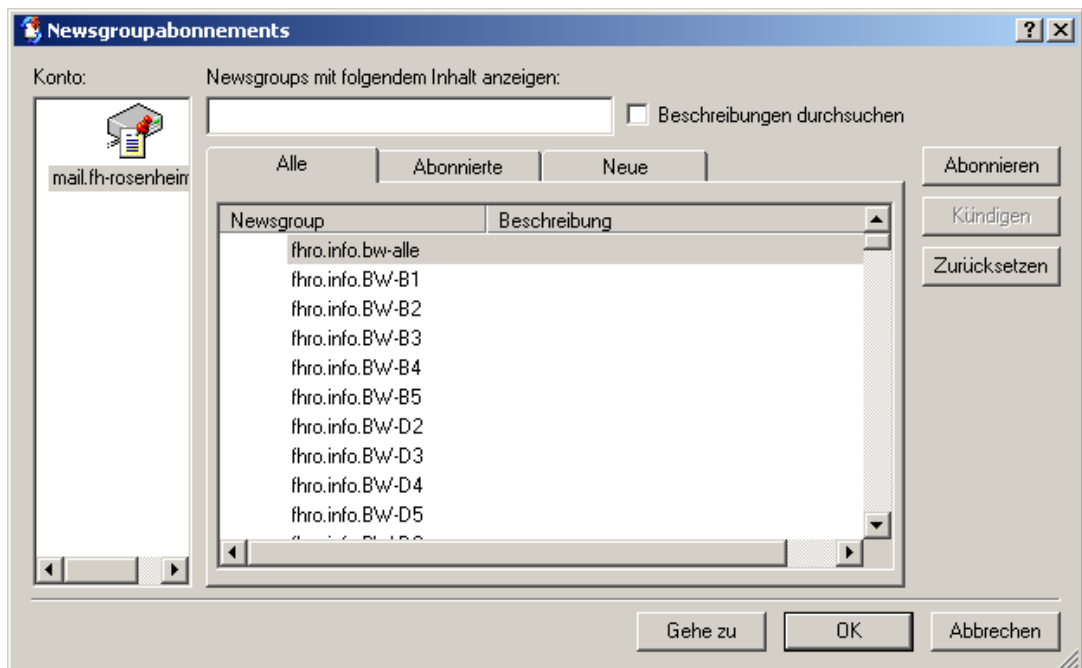 Newsgroupabonnements
Konto:
Newsgroups mit folgendem Inhalt anzeigen:
Beschreibungen durchsuchen
mail.fh-rosenheim
Alle
Abonnierte
Neue
Abonnieren
Kündigen
Zurücksetzen
Newsgroup
Beschreibung
fhro.info.bw-alle
fhro.info.BW-B1
fhro.info.BW-B2
fhro.info.BW-B3
fhro.info.BW-B4
fhro.info.BW-B5
fhro.info.BW-D2
fhro.info.BW-D3
fhro.info.BW-D4
fhro.info.BW-D5
Gehe zu
OK
Abbrechen